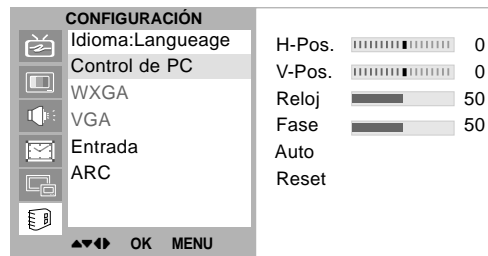 CONFIGURACIÓN
Idioma:Langueage
Control de PC
WXGA
VGA
Entrada
ARC
▲▼◀▶ OK MENU
H-Pos. 0
V-Pos. 0
Reloj 50
Fase 50
Auto
Reset